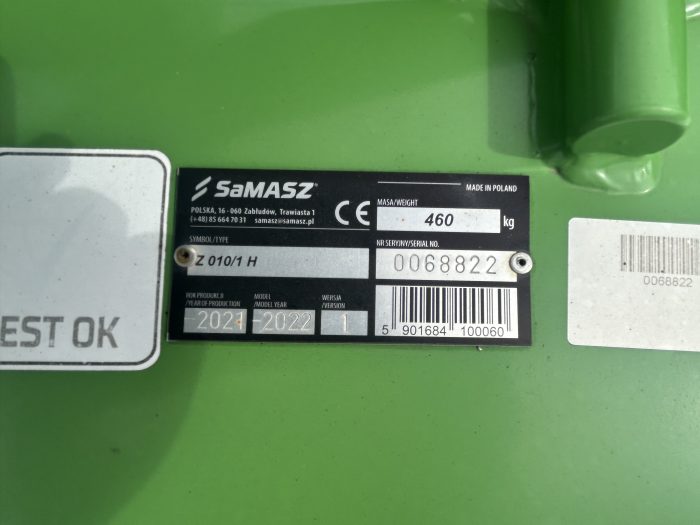 EST OK
SaMASZ®
POLSKA, 16 - 060 Zabłudów, Trawiasta 1
(+48) 85 664 70 31 samasz@samasz.pl
CE
MADE IN POLAND
MASA/WEIGHT
460 kg
SYMBOL/TYPE
Z 010/1 H
NR SERYJNY/SERIAL NO.
0068822
ROK PRODUKCJI
/YEAR OF PRODUCTION
2021
MODEL
/MODEL YEAR
2022
WERSJA
/VERSION
1
5 901684 100060
0068822